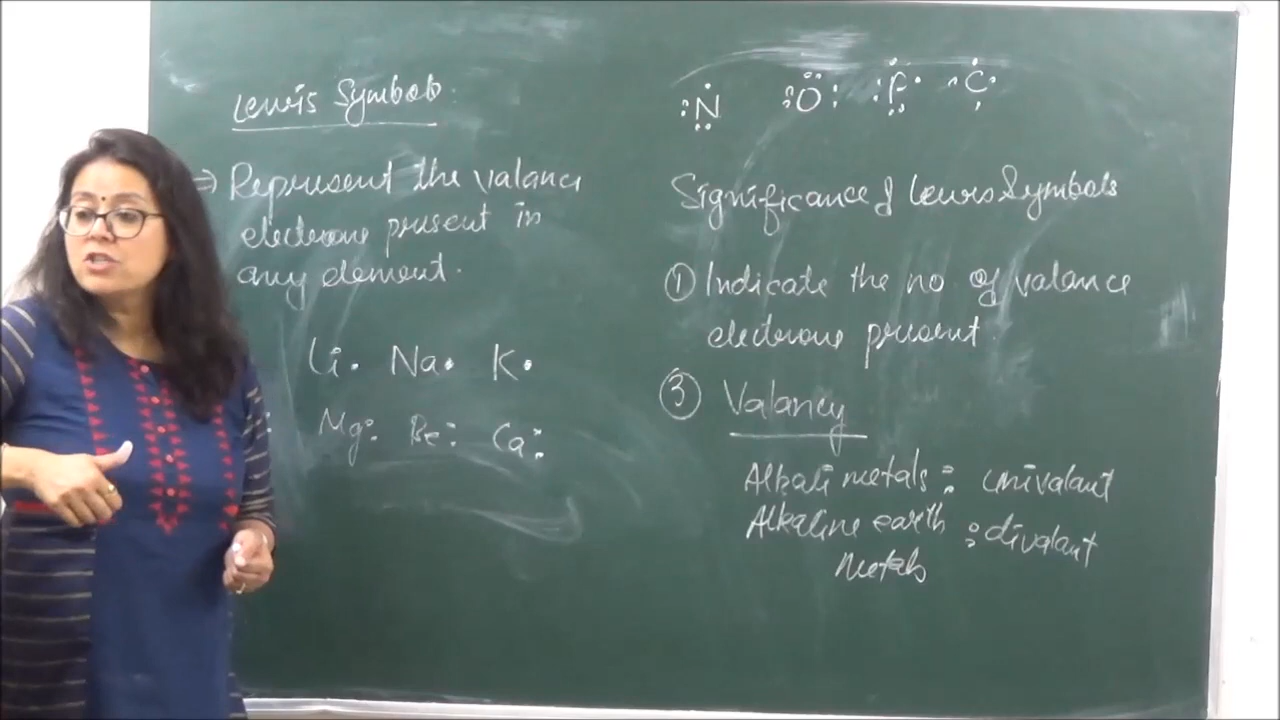 Lewis Symbols.
⇒ Represent the valance
electrons present in
any element.
Li. Na. K.
Mg: Be: Ca:
:N O F C
Significance of Lewis Symbols
① Indicate the no of valance
electrons present.
③ Valancy
Alkali metals : univalant
Alkaline earth : divalant
Metals